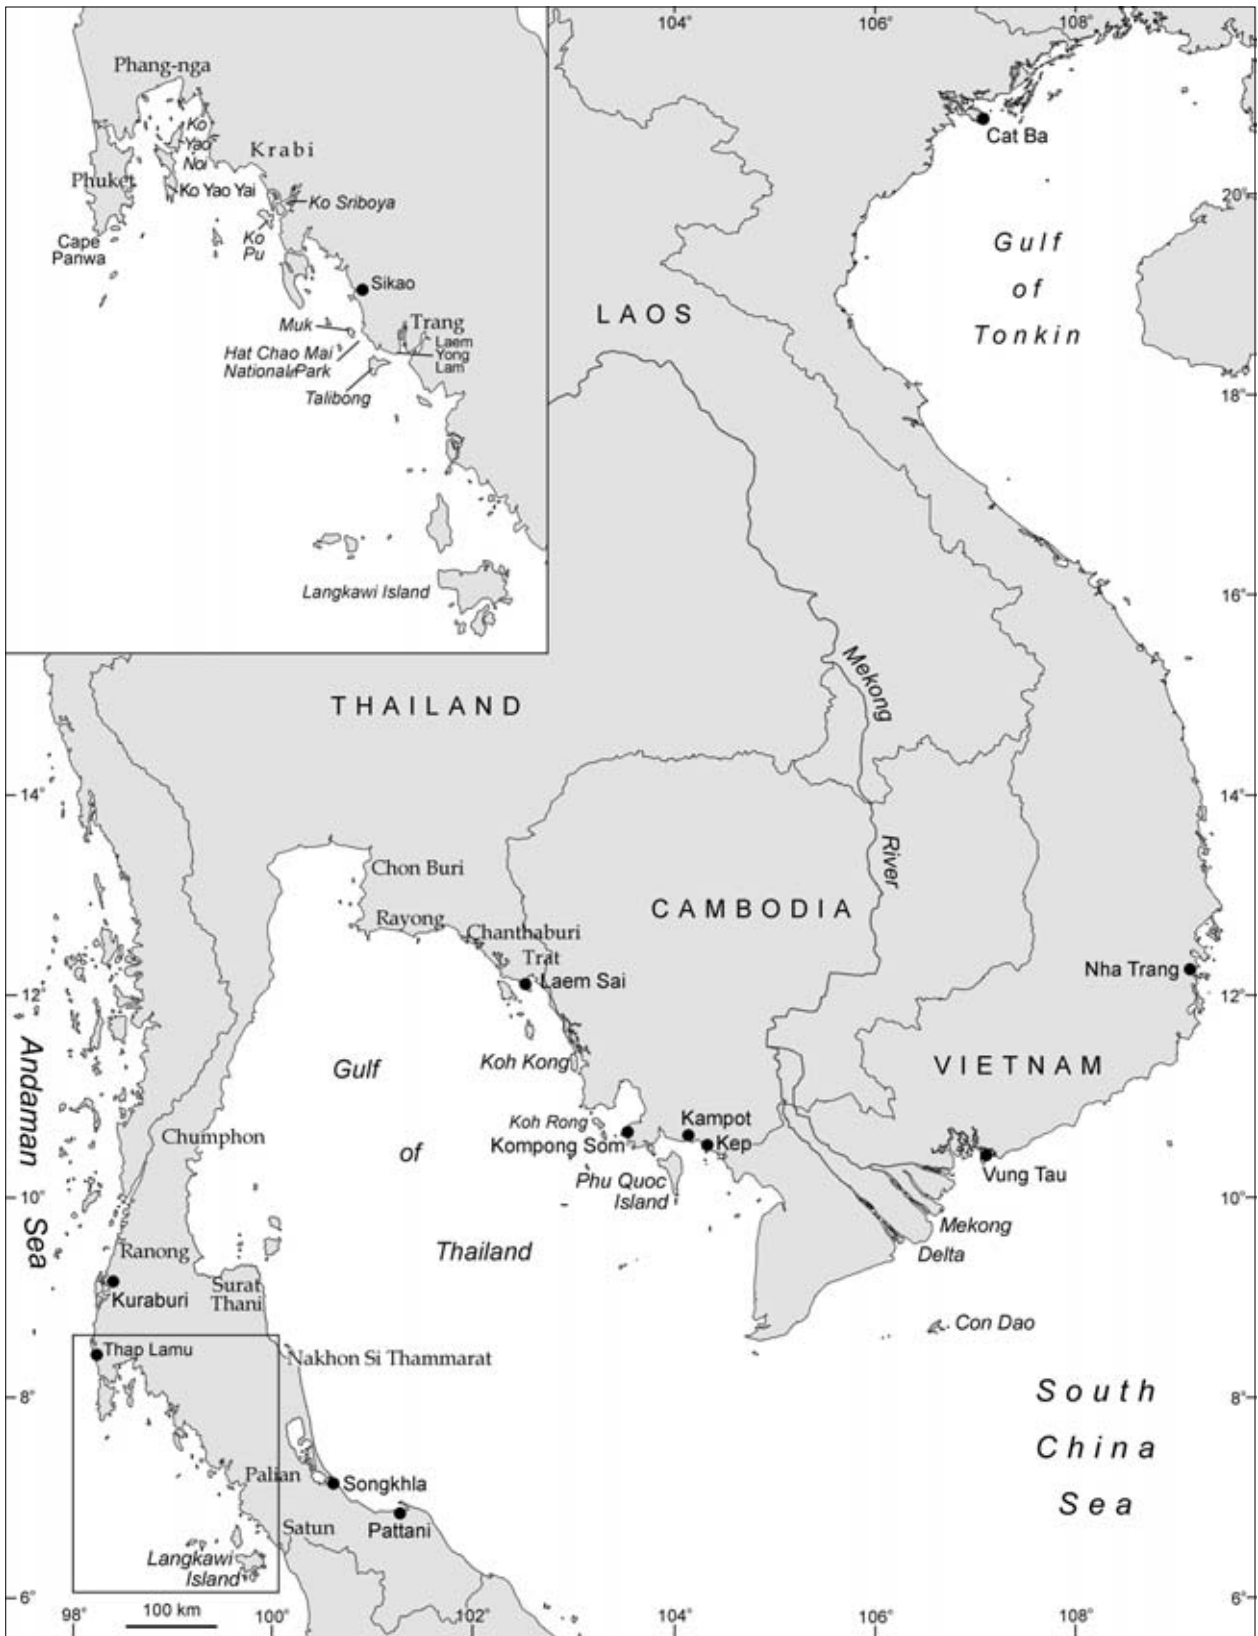 104°
106°
108°
Phang-nga
Ko
Yao
Noi
Krabi
Phuket
Ko Yao Yai
Ko Sriboya
Cape
Panwa
Ko
Pu
Sikao
Muk
Trang
Hat Chao Mai
National Park
Laem
Yong
Lam
Talibong
Langkawi Island
Cat Ba
20°
Gulf
of
Tonkin
LAOS
18°
16°
Mekong
THAILAND
14°
14°
River
Chon Buri
Rayong
Chanthaburi
Trat
Laem Sai
CAMBODIA
Nha Trang
12°
12°
Andaman
Sea
Gulf
of
Thailand
Koh Kong
VIETNAM
Koh Rong
Kampot
Kompong Som
Kep
Chumphon
Phu Quoc
Island
Vung Tau
10°
10°
Mekong
Delta
Ranong
Kuraburi
Surat
Thani
Con Dao
Thap Lamu
Nakhon Si Thammarat
8°
8°
South
China
Sea
Palian
Songkhla
Satun
Pattani
Langkawi
Island
6°
6°
98°
100 km
100°
102°
104°
106°
108°